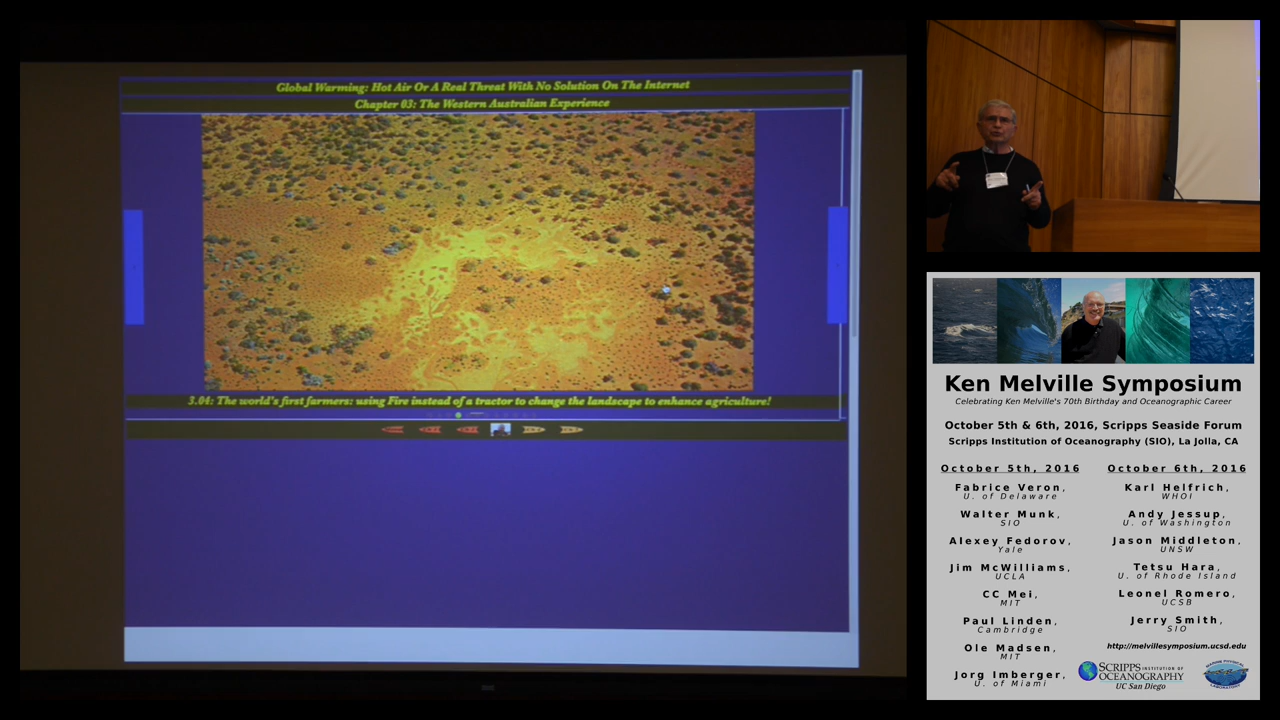 Global Warming: Hot Air Or A Real Threat With No Solution On The Internet
Chapter 03: The Western Australian Experience
3.04: The world's first farmers: using Fire instead of a tractor to change the landscape to enhance agriculture!
Ken Melville Symposium
Celebrating Ken Melville's 70th Birthday and Oceanographic Career
October 5th & 6th, 2016, Scripps Seaside Forum
Scripps Institution of Oceanography (SIO), La Jolla, CA
October 5th, 2016
Fabrice Veron,
U. of Delaware
Walter Munk,
SIO
Alexey Fedorov,
Yale
Jim McWilliams,
UCLA
CC Mei,
MIT
Paul Linden,
Cambridge
Ole Madsen,
MIT
Jorg Imberger,
U. of Miami
October 6th, 2016
Karl Helfrich,
WHOI
Andy Jessup,
U. of Washington
Jason Middleton,
UNSW
Tetsu Hara,
U. of Rhode Island
Leonel Romero,
UCSB
Jerry Smith,
SIO
http://melvillesymposium.ucsd.edu
SCRIPPS INSTITUTION OF
OCEANOGRAPHY
UC San Diego
MARINE PHYSICAL
LABORATORY